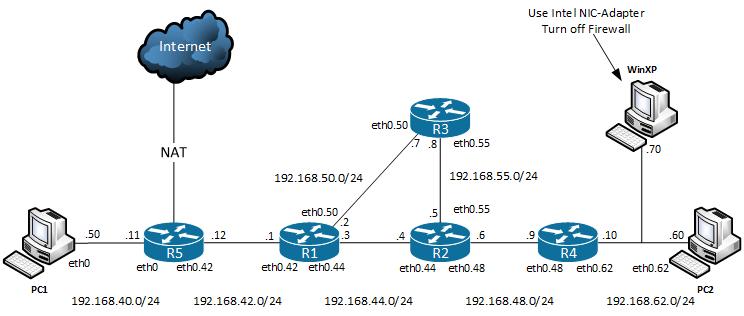 Use Intel NIC-Adapter
Turn off Firewall
Internet
WinXP
R3
eth0.50
.7
.8
eth0.55
.70
NAT
192.168.50.0/24
192.168.55.0/24
eth0.50
.2
.5
eth0.55
.50
.11
R5
.12
.1
R1
.3
.4
R2
.6
.9
R4
.10
.60
eth0
eth0
eth0.42
eth0.42
eth0.44
eth0.44
eth0.48
eth0.48
eth0.62
eth0.62
PC1
PC2
192.168.40.0/24
192.168.42.0/24
192.168.44.0/24
192.168.48.0/24
192.168.62.0/24